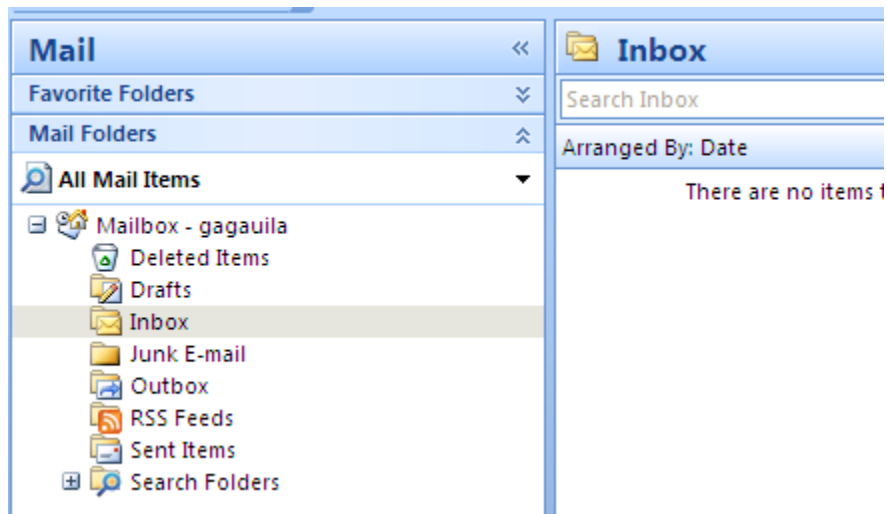 Mail
Favorite Folders
Mail Folders
All Mail Items
Mailbox - gagauila
Deleted Items
Drafts
Inbox
Junk E-mail
Outbox
RSS Feeds
Sent Items
Search Folders
Inbox
Search Inbox
Arranged By: Date
There are no items t